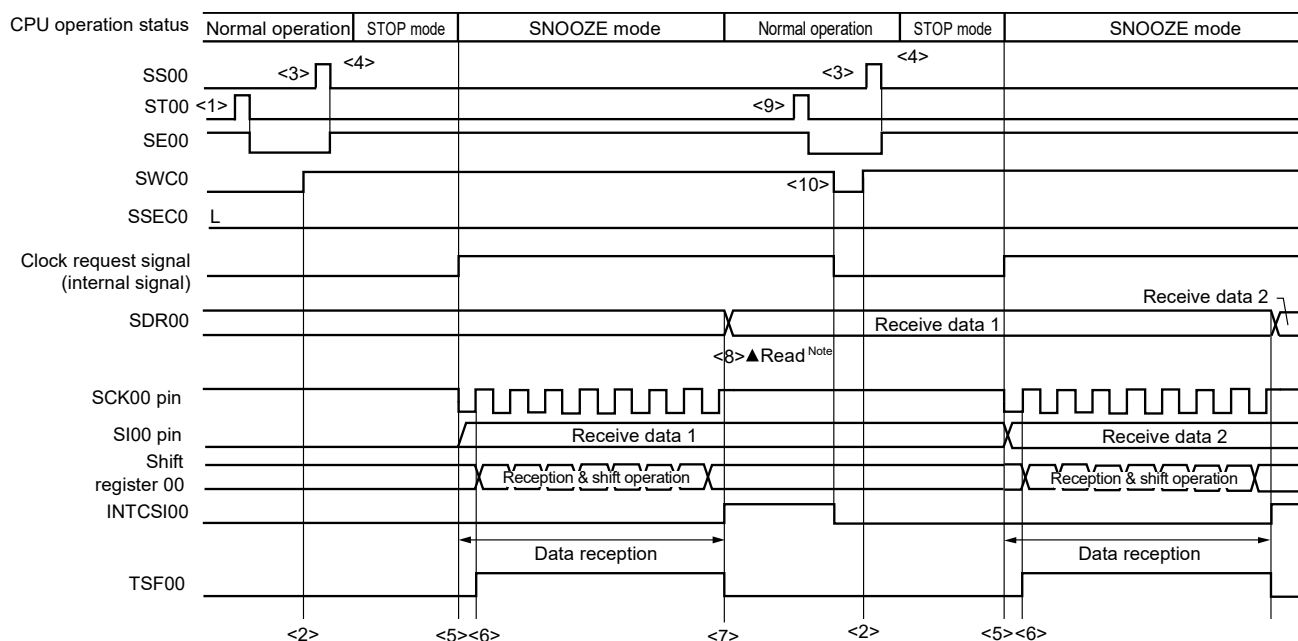 CPU operation status Normal operation STOP mode SNOOZE mode Normal operation STOP mode SNOOZE mode
<3> <4> <3> <4>
SS00
ST00 <1> <9>
SE00
SWC0 <10>
SSEC0 L
Clock request signal
(internal signal)
Receive data 2
SDR00 Receive data 1
<8>▲Read Note
SCK00 pin
SI00 pin Receive data 1 Receive data 2
Shift
register 00 Reception & shift operation Reception & shift operation
INTCSI00
Data reception Data reception
TSF00
<2> <5><6> <7> <2> <5><6>